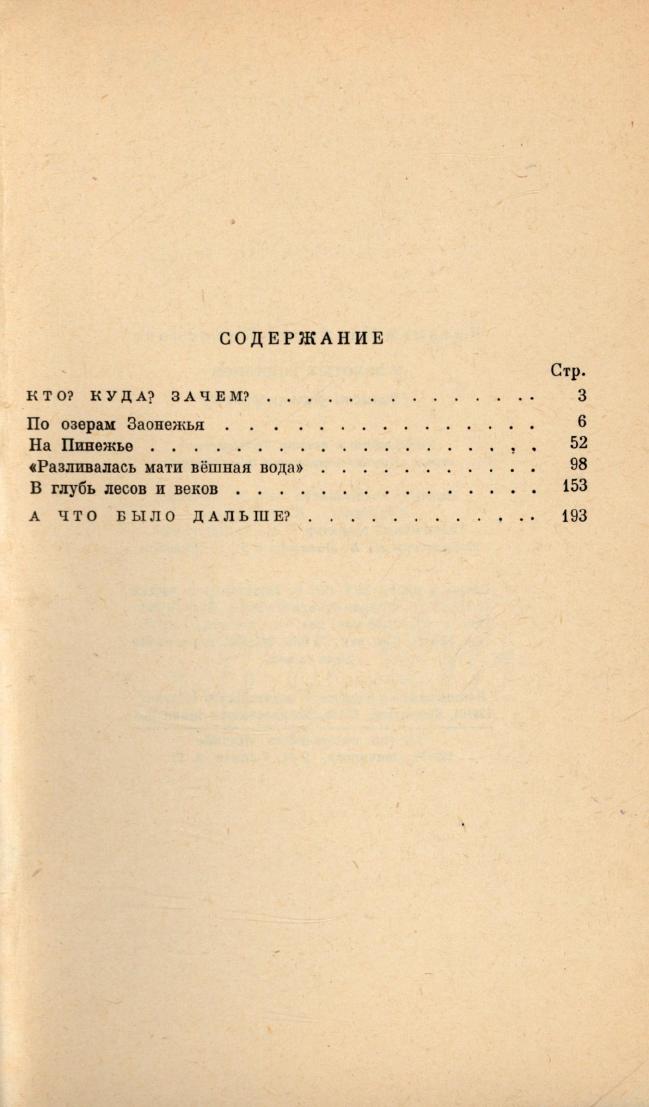 СОДЕРЖАНИЕ
Стр.
КТО? КУДА? ЗАЧЕМ? . . . . . . . . . . . . . . 3
По озерам Заонежья . . . . . . . . . . . . . . . 6
На Пинежье . . . . . . . . . . . . . . . . . . 52
«Разливалась мати вёшная вода» . . . . . . . . . . . 98
В глубь лесов и веков . . . . . . . . . . . . . . . 153
А ЧТО БЫЛО ДАЛЬШЕ? . . . . . . . . . . . . 193